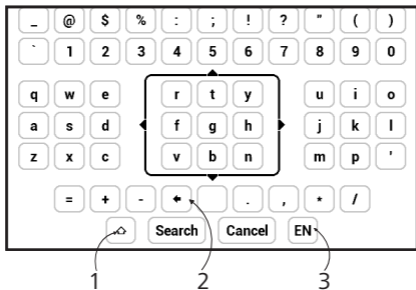 _ @ $ % : ; ! ? " ( )
` 1 2 3 4 5 6 7 8 9 0
q w e r t y u i o
a s d f g h j k l
z x c v b n m p '
= + - . , * /
Search Cancel EN
1 2 3